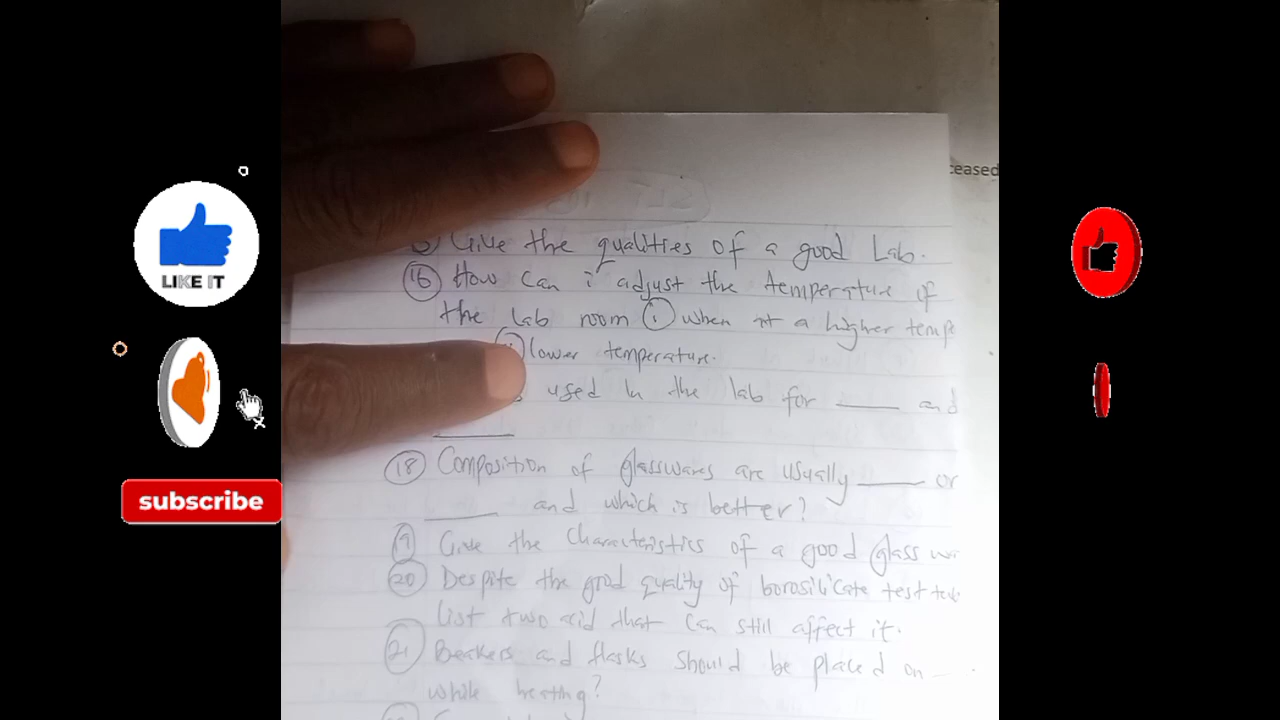 ceased
Give the qualities of a good Lab.
16 How can i adjust the temperature of
the lab room i when at a higher tempe
lower temperature.
used in the lab for ____ and
____
18 Composition of glasswares are usually ____ or
____ and which is better?
19 Give the characteristics of a good glass
20 Despite the good quality of borosilicate test
list two acid that can still affect it.
21 Beakers and flasks should be placed on
while heating?
LIKE IT
subscribe